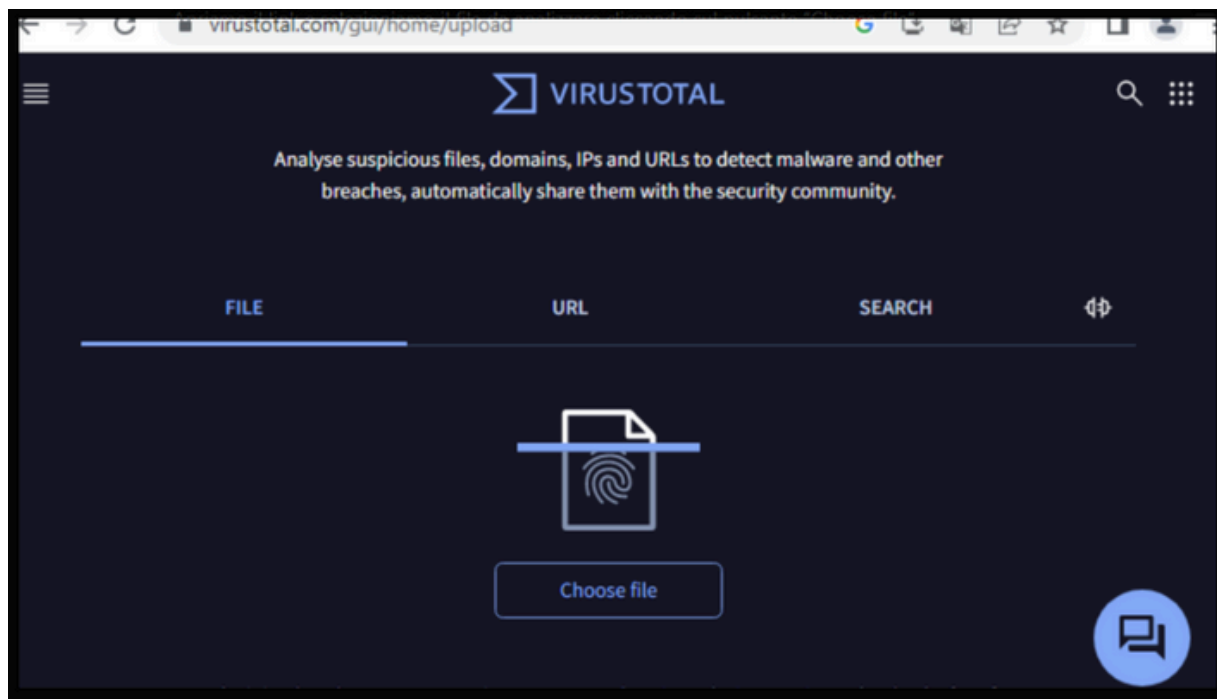 virustotal.com/gui/home/upload
VIRUSTOTAL
Analyse suspicious files, domains, IPs and URLs to detect malware and other
breaches, automatically share them with the security community.
FILE
URL
SEARCH
Choose file